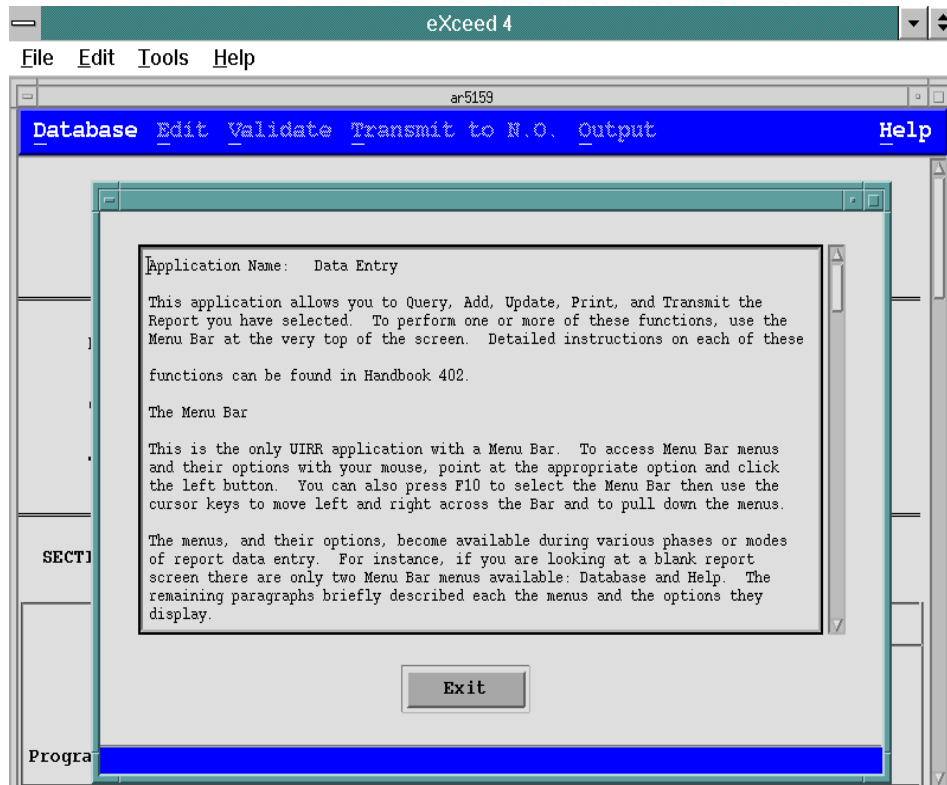 eXceed 4
File Edit Tools Help
ar5159
Database Edit Validate Transmit to N.O. Output Help
Application Name: Data Entry
This application allows you to Query, Add, Update, Print, and Transmit the
Report you have selected. To perform one or more of these functions, use the
Menu Bar at the very top of the screen. Detailed instructions on each of these
functions can be found in Handbook 402.
The Menu Bar
This is the only UIRR application with a Menu Bar. To access Menu Bar menus
and their options with your mouse, point at the appropriate option and click
the left button. You can also press F10 to select the Menu Bar then use the
cursor keys to move left and right across the Bar and to pull down the menus.
The menus, and their options, become available during various phases or modes
of report data entry. For instance, if you are looking at a blank report
screen there are only two Menu Bar menus available: Database and Help. The
remaining paragraphs briefly described each the menus and the options they
display.
SECTI
Exit
Progra